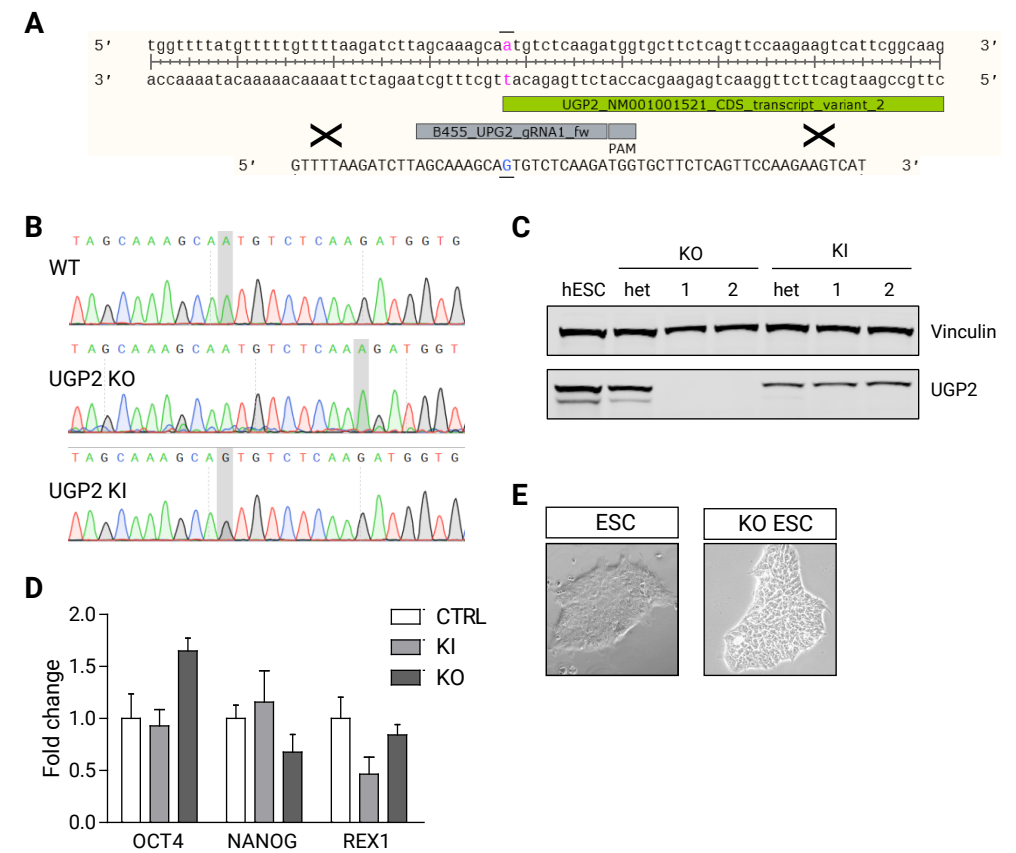 A
5' tggttttatgtttttgttttaagatcttagcaaagcaatgtctcaagatggtgcttctcagttccaagaagtcattcggcaag 3'
3' accaaaatacaaaaacaaaattctagaatcgtttcgttacagagttctaccacgaagagtcaaggttcttcagtaagccgttc 5'
UGP2_NM001001521_CDS_transcript_variant_2
B455_UPG2_gRNA1_fw
PAM
5' GTTTTAAGATCTTAGCAAAGCAGTGTCTCAAGATGGTGCTTCTCAGTTCCAAGAAGTCAT 3'
B
T A G C A A A G C A A T G T C T C A A G A T G G T G
WT
T A G C A A A G C A A T G T C T C A A A G A T G G T
UGP2 KO
T A G C A A A G C A G T G T C T C A A G A T G G T G
UGP2 KI
C
KO KI
hESC het 1 2 het 1 2
Vinculin
UGP2
D
Fold change
2.0
1.5
1.0
0.5
0.0
CTRL
KI
KO
OCT4 NANOG REX1
E
ESC KO ESC